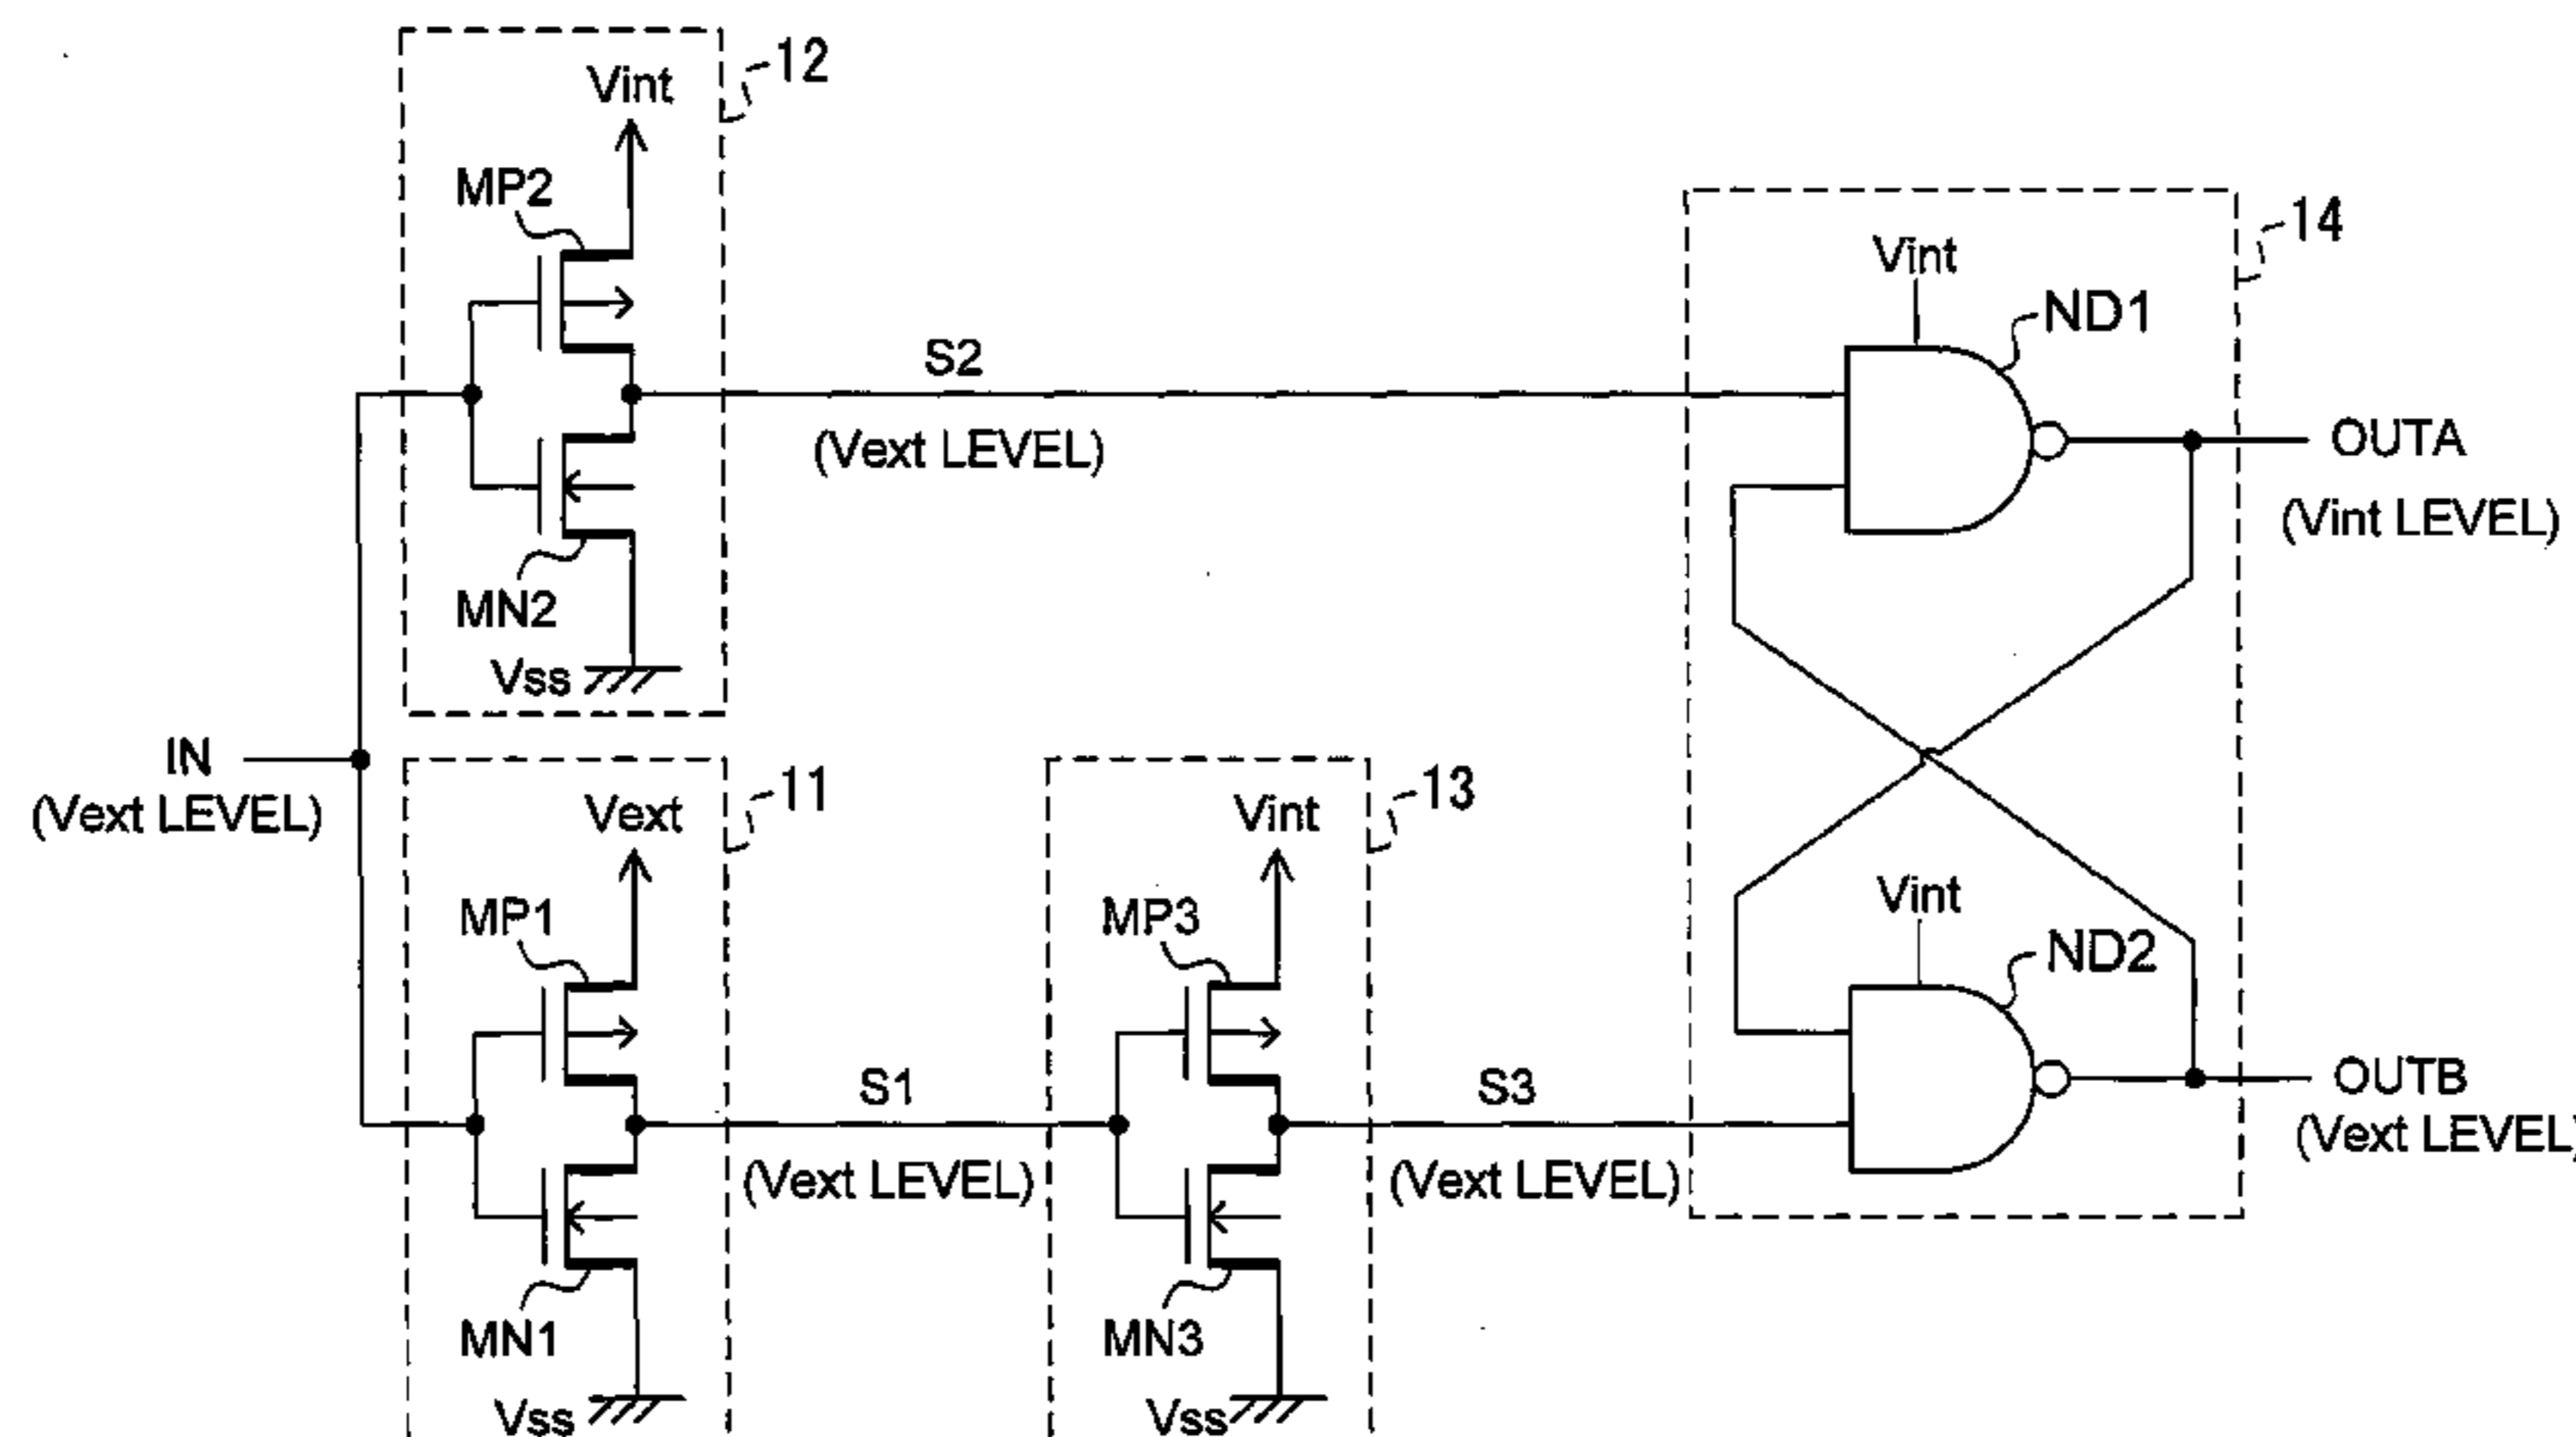 12
Vint
MP2
MN2
Vss
S2
(Vext LEVEL)
14
Vint
ND1
OUTA
(Vint LEVEL)
IN
(Vext LEVEL)
11
Vext
MP1
MN1
Vss
S1
(Vext LEVEL)
13
Vint
MP3
MN3
Vss
S3
(Vext LEVEL)
Vint
ND2
OUTB
(Vext LEVEL)